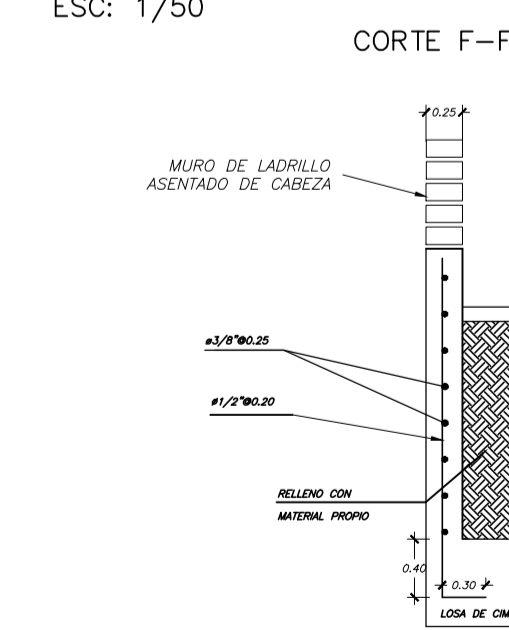 ESC: 1/50
CORTE F-F
0.25
MURO DE LADRILLO
ASENTADO DE CABEZA
ø3/8"@0.25
ø1/2"@0.20
RELLENO CON
MATERIAL PROPIO
0.40
0.30
LOSA DE CIM